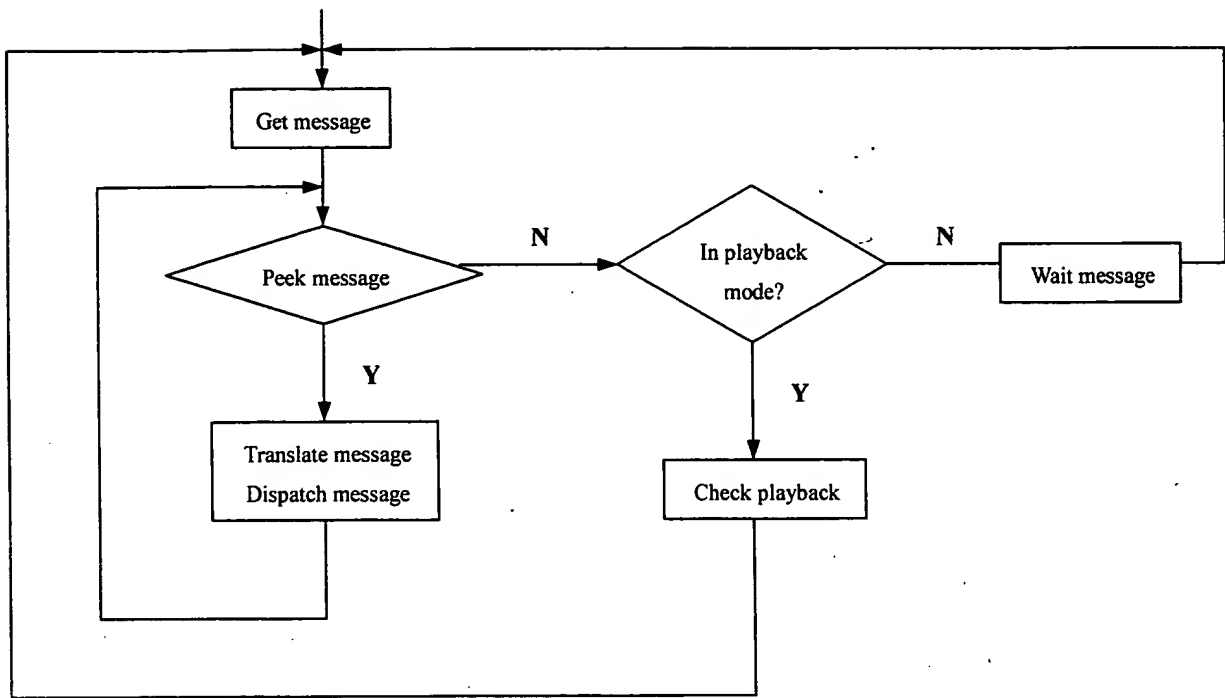 Get message
Peek message
N
In playback
mode?
N
Wait message
Y
Translate message
Dispatch message
Y
Check playback